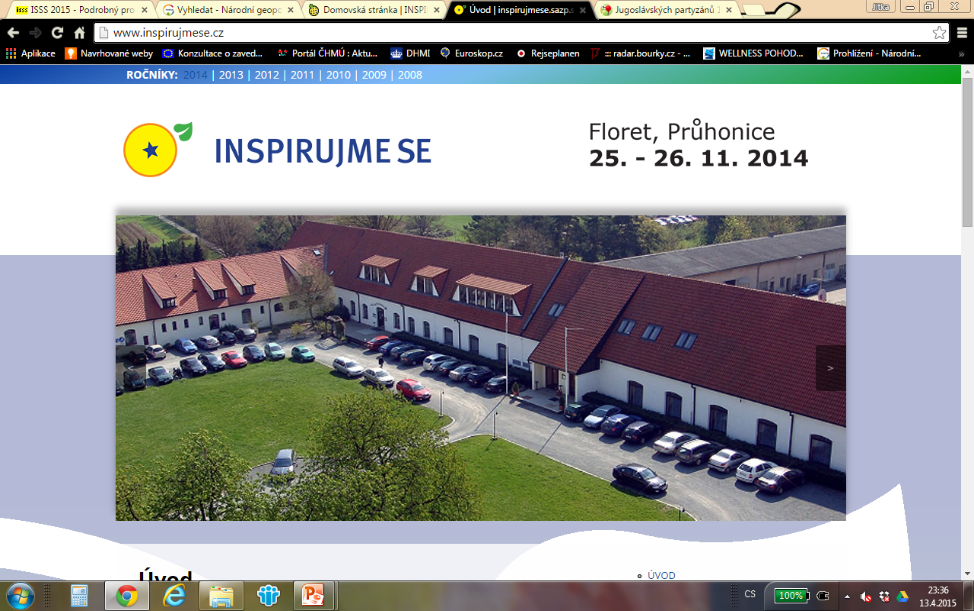 ISSS 2015 - Podrobný pro
Vyhledat - Národní geopo
Domovská stránka | INSPI
Úvod | inspirujmese.sazp.s
Jugoslávských partyzánů 1
Jitka
www.inspirujmese.cz
Aplikace Navrhované weby Konzultace o zaved... Portál ČHMÚ : Aktu... DHMI Euroskop.cz Rejseplanen ::: radar.bourky.cz - ... WELLNESS POHOD... Prohlížení - Národní...
ROČNÍKY: 2014 | 2013 | 2012 | 2011 | 2010 | 2009 | 2008
INSPIRUJME SE
Floret, Průhonice
25. - 26. 11. 2014
>
Úvod
ÚVOD
CS 100% 23:36
13.4.2015